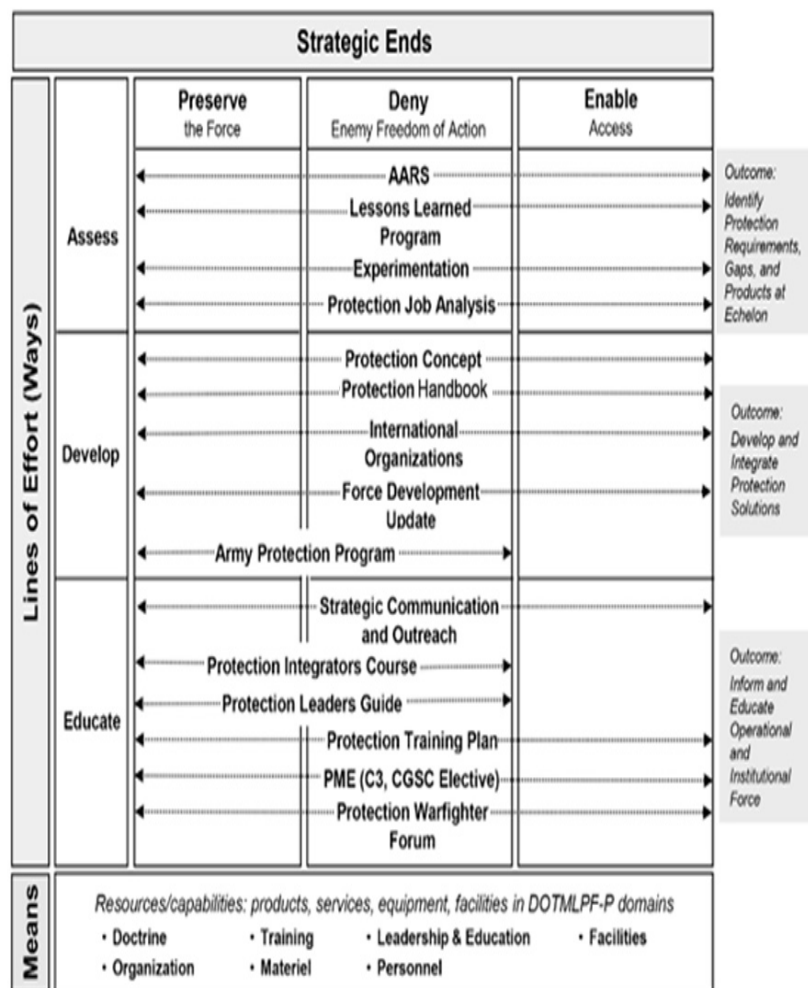 Strategic Ends
Preserve
the Force
Deny
Enemy Freedom of Action
Enable
Access
Lines of Effort (Ways)
Assess
AARS
Lessons Learned
Program
Experimentation
Protection Job Analysis
Outcome:
Identify
Protection
Requirements,
Gaps, and
Products at
Echelon
Develop
Protection Concept
Protection Handbook
International
Organizations
Force Development
Update
Army Protection Program
Outcome:
Develop and
Integrate
Protection
Solutions
Educate
Strategic Communication
and Outreach
Protection Integrators Course
Protection Leaders Guide
Protection Training Plan
PME (C3, CGSC Elective)
Protection Warfighter
Forum
Outcome:
Inform and
Educate
Operational
and
Institutional
Force
Means
Resources/capabilities: products, services, equipment, facilities in DOTMLPF-P domains
• Doctrine • Training • Leadership & Education • Facilities
• Organization • Materiel • Personnel